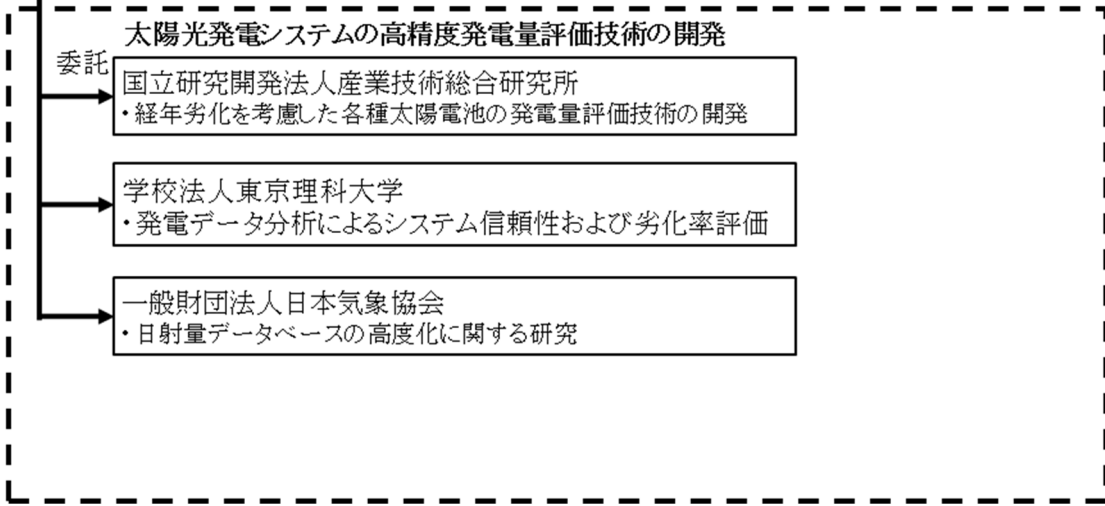 太陽光発電システムの高精度発電量評価技術の開発
委託
国立研究開発法人産業技術総合研究所
・経年劣化を考慮した各種太陽電池の発電量評価技術の開発
学校法人東京理科大学
・発電データ分析によるシステム信頼性および劣化率評価
一般財団法人日本気象協会
・日射量データベースの高度化に関する研究